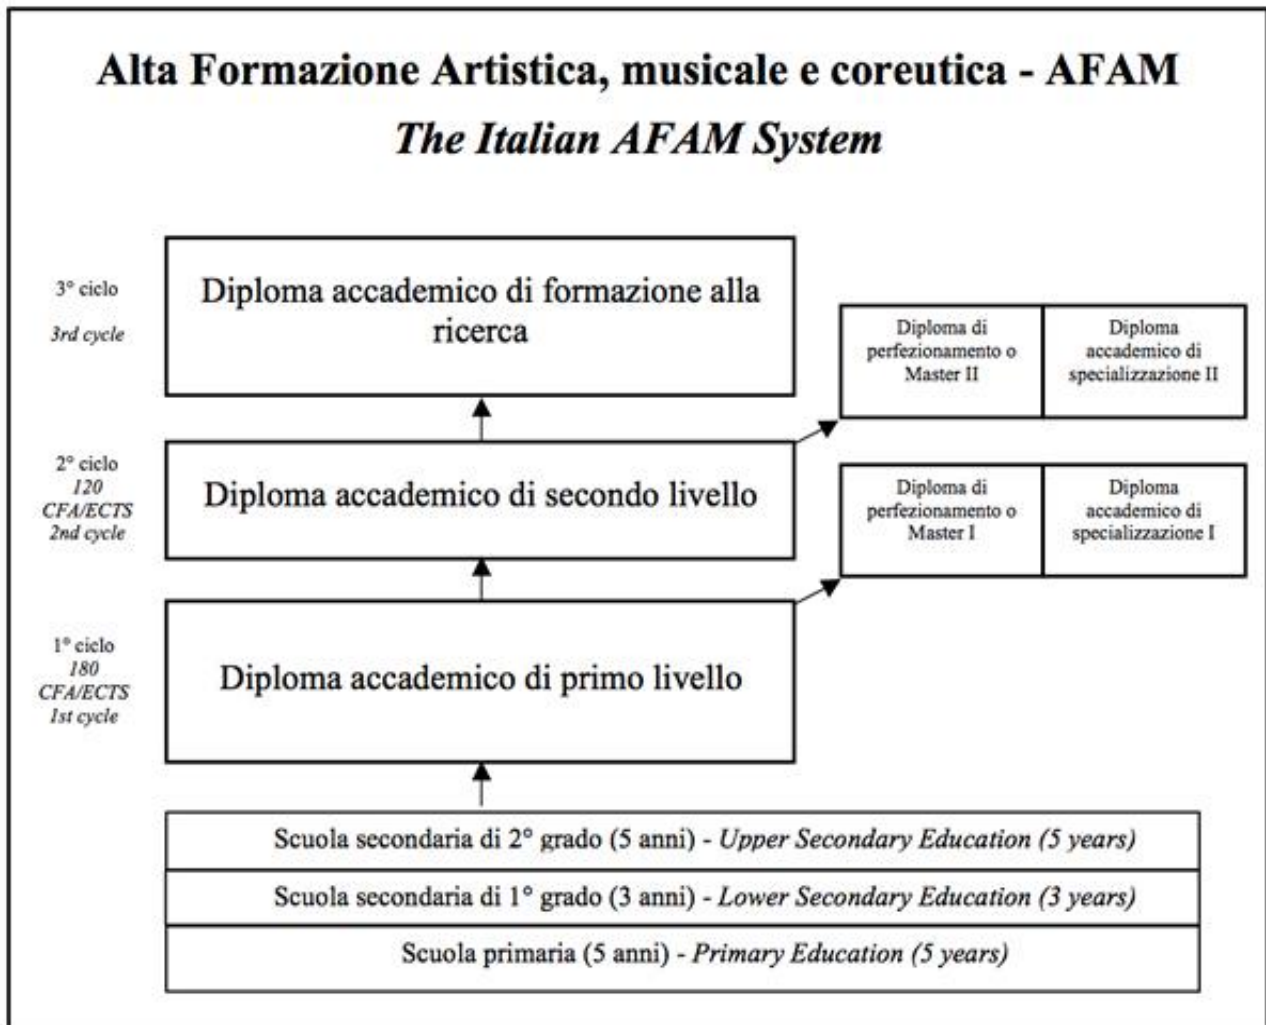 Alta Formazione Artistica, musicale e coreutica - AFAM
The Italian AFAM System
3° ciclo
3rd cycle
Diploma accademico di formazione alla
ricerca
Diploma di
perfezionamento o
Master II
Diploma
accademico di
specializzazione II
2° ciclo
120
CFA/ECTS
2nd cycle
Diploma accademico di secondo livello
Diploma di
perfezionamento o
Master I
Diploma
accademico di
specializzazione I
1° ciclo
180
CFA/ECTS
1st cycle
Diploma accademico di primo livello
Scuola secondaria di 2° grado (5 anni) - Upper Secondary Education (5 years)
Scuola secondaria di 1° grado (3 anni) - Lower Secondary Education (3 years)
Scuola primaria (5 anni) - Primary Education (5 years)